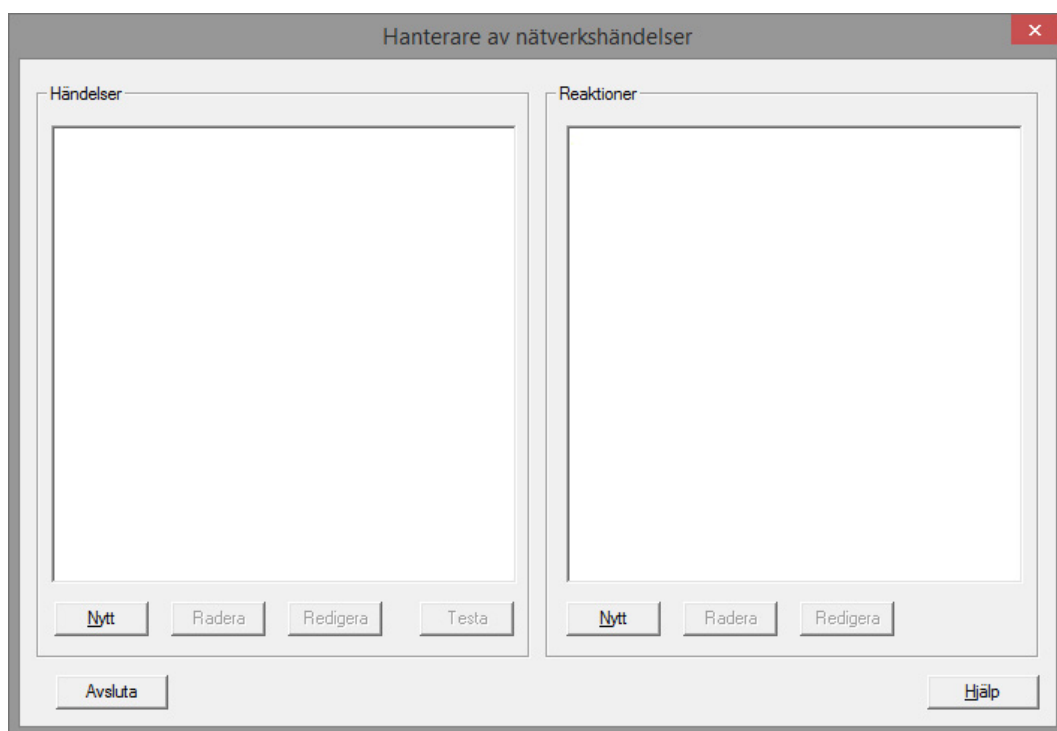 Hanterare av nätverkshändelser
Händelser
Reaktioner
Nytt
Radera
Redigera
Testa
Nytt
Radera
Redigera
Avsluta
Hjälp